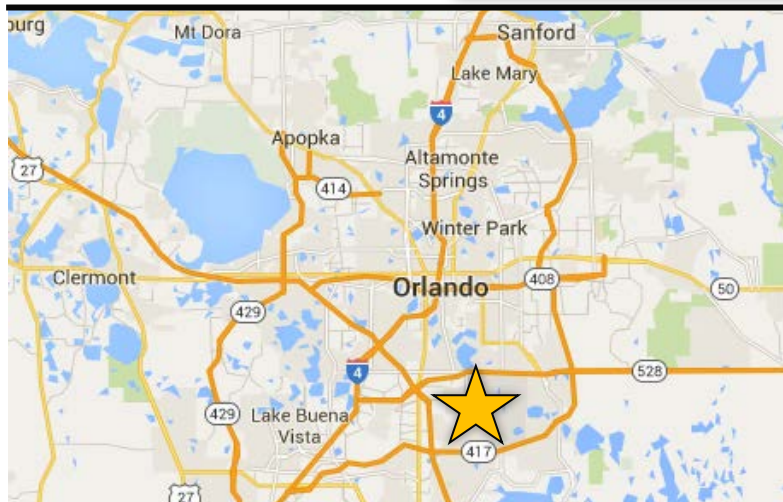 burg
Mt Dora
Sanford
Lake Mary
4
27
Apopka
414
Altamonte
Springs
Winter Park
Clermont
Orlando
408
50
429
4
528
429
Lake Buena
Vista
417
27